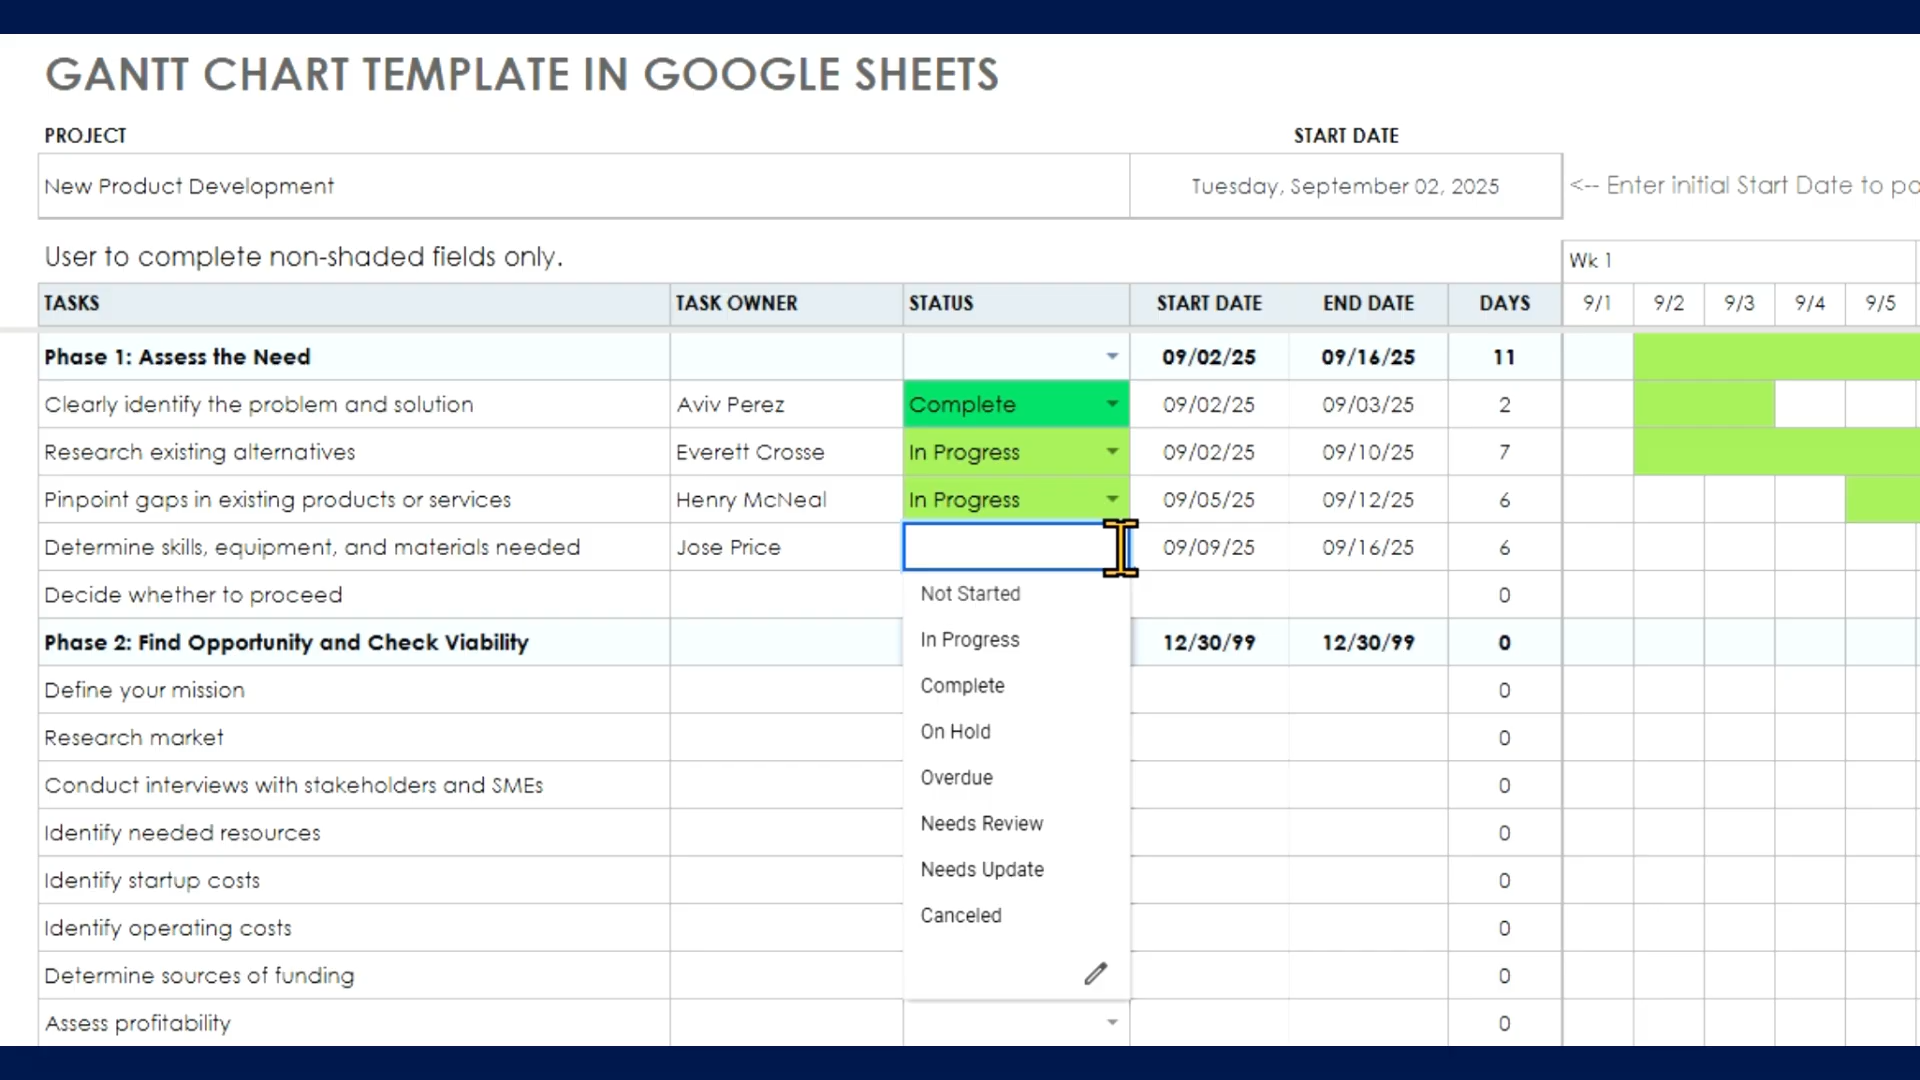 GANTT CHART TEMPLATE IN GOOGLE SHEETS
PROJECT START DATE
New Product Development Tuesday, September 02, 2025 <-- Enter initial Start Date to
User to complete non-shaded fields only. Wk 1
TASKS TASK OWNER STATUS START DATE END DATE DAYS 9/1 9/2 9/3 9/4 9/5
Phase 1: Assess the Need 09/02/25 09/16/25 11
Clearly identify the problem and solution Aviv Perez Complete 09/02/25 09/03/25 2
Research existing alternatives Everett Crosse In Progress 09/02/25 09/10/25 7
Pinpoint gaps in existing products or services Henry McNeal In Progress 09/05/25 09/12/25 6
Determine skills, equipment, and materials needed Jose Price 09/09/25 09/16/25 6
Decide whether to proceed Not Started 0
In Progress
Phase 2: Find Opportunity and Check Viability 12/30/99 12/30/99 0
Define your mission Complete 0
Research market On Hold 0
Conduct interviews with stakeholders and SMEs Overdue 0
Identify needed resources Needs Review 0
Identify startup costs Needs Update 0
Identify operating costs Canceled 0
Determine sources of funding 0
Assess profitability 0